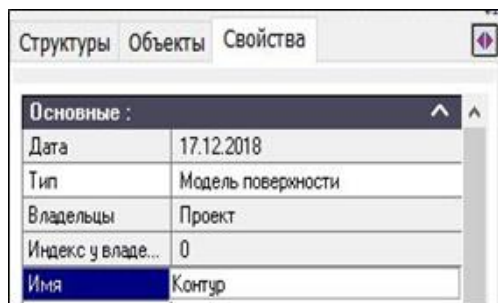 Структуры Объекты Свойства
Основные :
Дата 17.12.2018
Тип Модель поверхности
Владельцы Проект
Индекс у владе... 0
Имя Контур